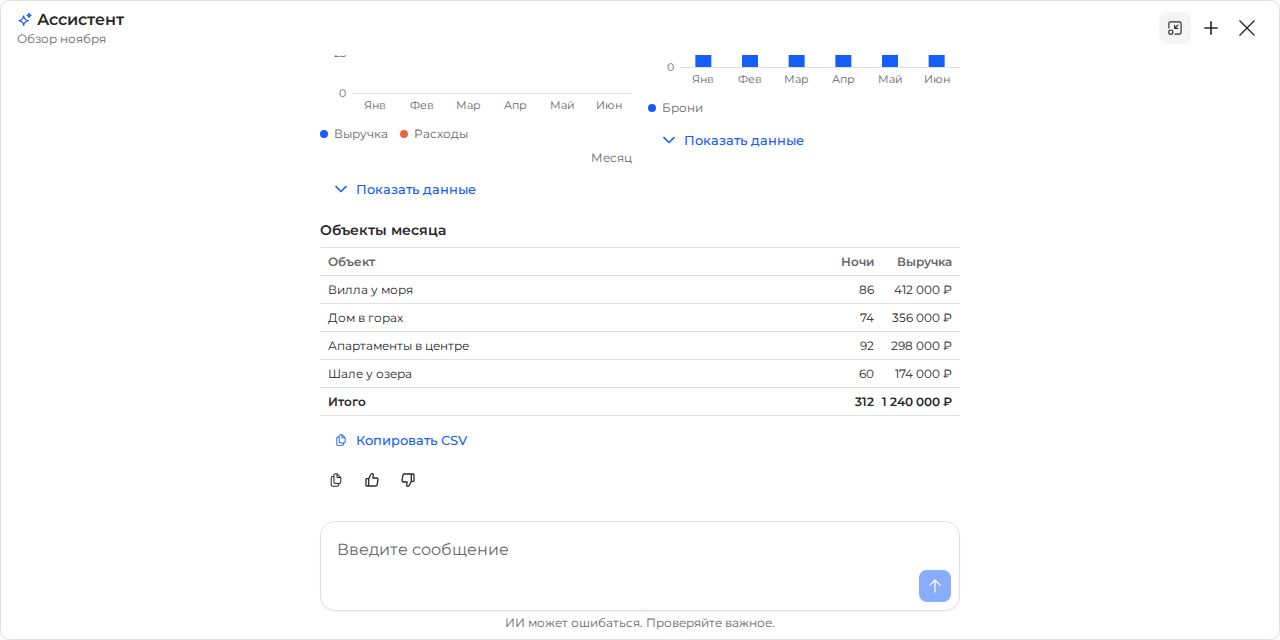 Ассистент
Обзор ноября
0
Янв Фев Мар Апр Май Июн
Выручка Расходы
Месяц
Показать данные
0
Янв Фев Мар Апр Май Июн
Брони
Показать данные
Объекты месяца
Объект Ночи Выручка
Вилла у моря 86 412 000 ₽
Дом в горах 74 356 000 ₽
Апартаменты в центре 92 298 000 ₽
Шале у озера 60 174 000 ₽
Итого 312 1 240 000 ₽
Копировать CSV
Введите сообщение
ИИ может ошибаться. Проверяйте важное.